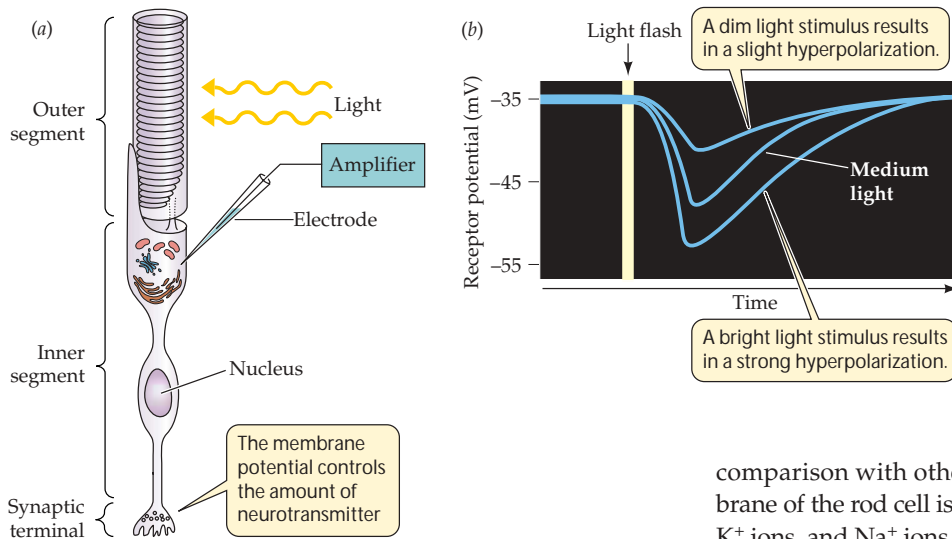 (a)
Outer
segment
Light
Amplifier
Electrode
Inner
segment
Nucleus
The membrane
potential controls
the amount of
neurotransmitter
Synaptic
terminal
(b)
Light flash
A dim light stimulus results
in a slight hyperpolarization.
Receptor potential (mV)
–35
–45
–55
Medium
light
Time
A bright light stimulus results
in a strong hyperpolarization.
comparison with othe
brane of the rod cell is
K+ ions, and Na+ ions